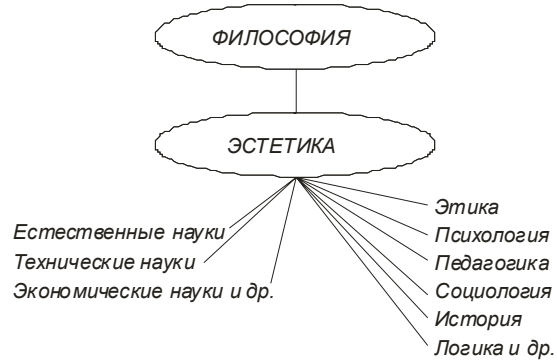 ФИЛОСОФИЯ
ЭСТЕТИКА
Естественные науки
Технические науки
Экономические науки и др.
Этика
Психология
Педагогика
Социология
История
Логика и др.